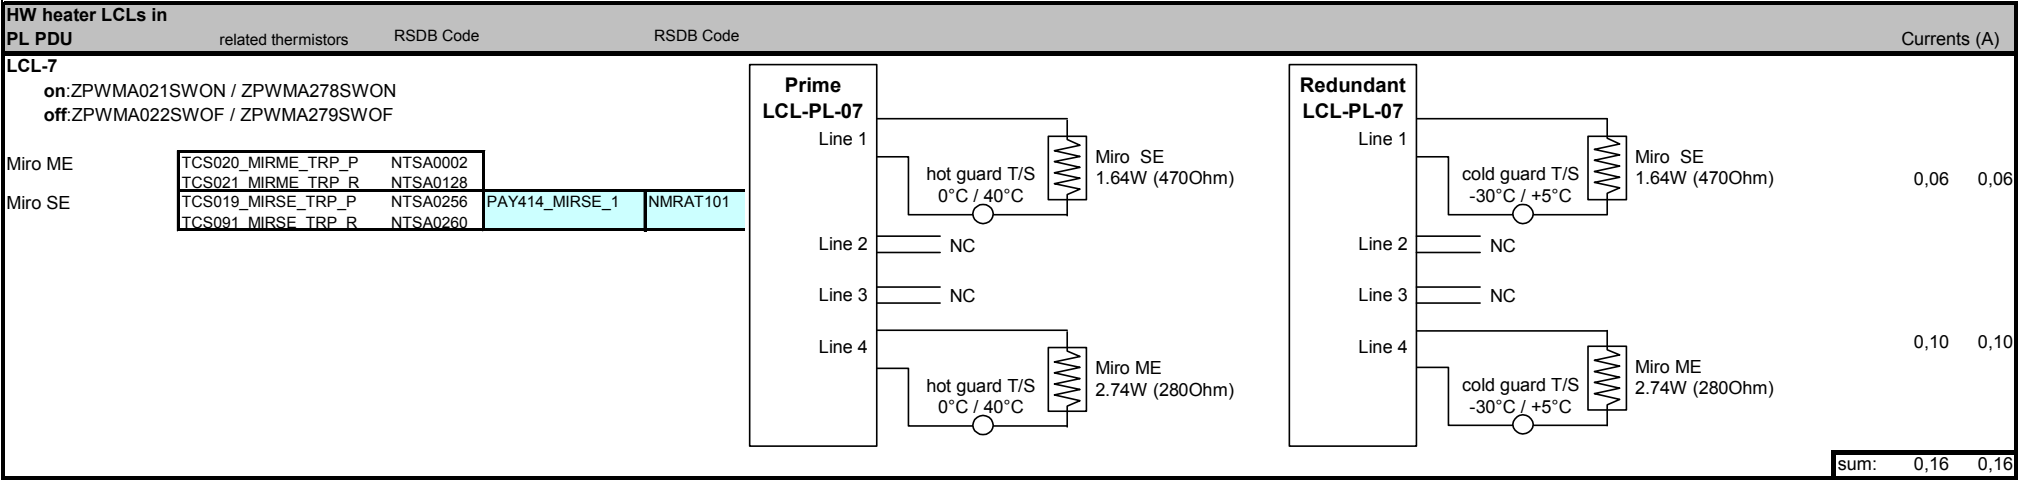 HW heater LCLs in
PL PDU related thermistors RSDB Code RSDB Code Currents (A)
LCL-7
on:ZPWMA021SWON / ZPWMA278SWON
off:ZPWMA022SWOF / ZPWMA279SWOF
Miro ME TCS020_MIRME_TRP_P NTSA0002
TCS021_MIRME_TRP_R NTSA0128
Miro SE TCS019_MIRSE_TRP_P NTSA0256 PAY414_MIRSE_1 NMRAT101
TCS091_MIRSE_TRP_R NTSA0260
Prime
LCL-PL-07
Line 1
hot guard T/S
0°C / 40°C
Miro SE
1.64W (470Ohm)
Line 2 NC
Line 3 NC
Line 4
hot guard T/S
0°C / 40°C
Miro ME
2.74W (280Ohm)
Redundant
LCL-PL-07
Line 1
cold guard T/S
-30°C / +5°C
Miro SE
1.64W (470Ohm)
Line 2 NC
Line 3 NC
Line 4
cold guard T/S
-30°C / +5°C
Miro ME
2.74W (280Ohm)
0,06 0,06
0,10 0,10
sum: 0,16 0,16